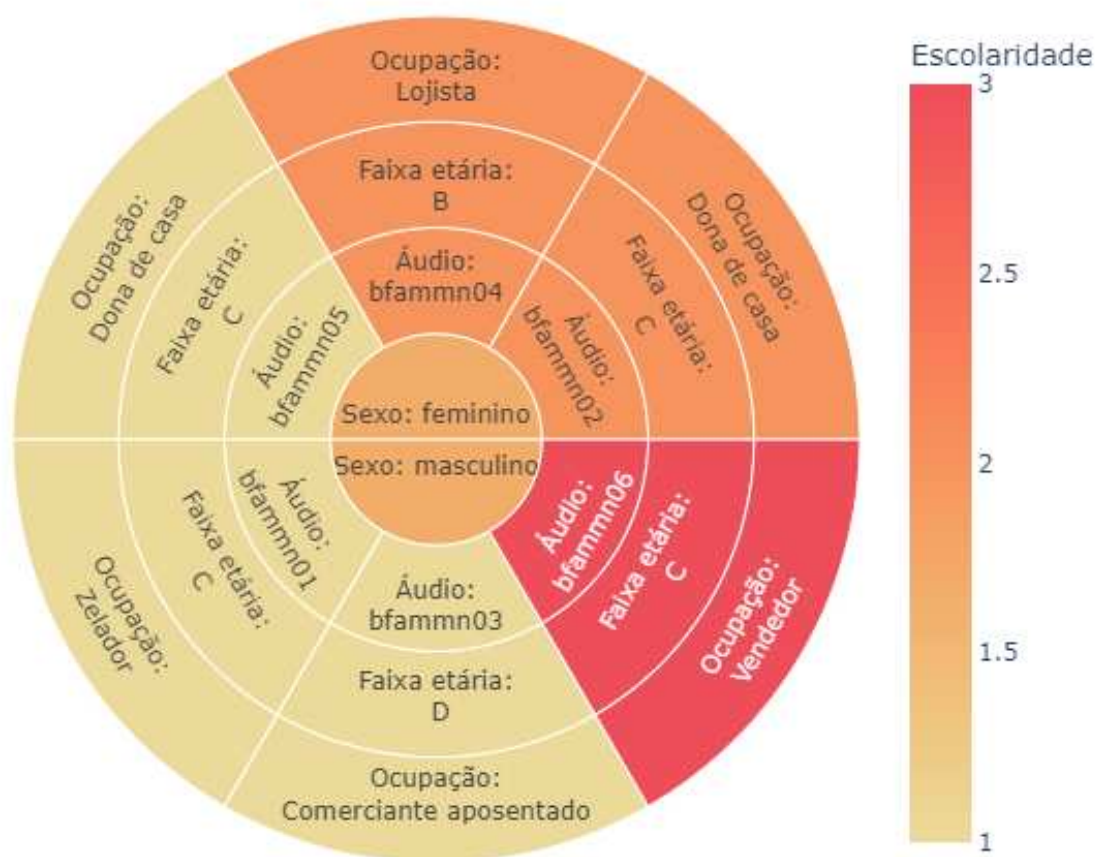 Ocupação:
Lojista
Faixa etária:
B
Áudio:
bfammn04
Ocupação:
Dona de casa
Faixa etária:
C
Áudio:
bfammn05
Ocupação:
Dona de casa
Faixa etária:
C
Áudio:
bfammn02
Sexo: feminino
Sexo: masculino
Áudio:
bfammn01
Faixa etária:
C
Ocupação:
Zelador
Áudio:
bfammn03
Faixa etária:
D
Ocupação:
Comerciante aposentado
Áudio:
bfammn06
Faixa etária:
C
Ocupação:
Vendedor
Escolaridade
3
2.5
2
1.5
1